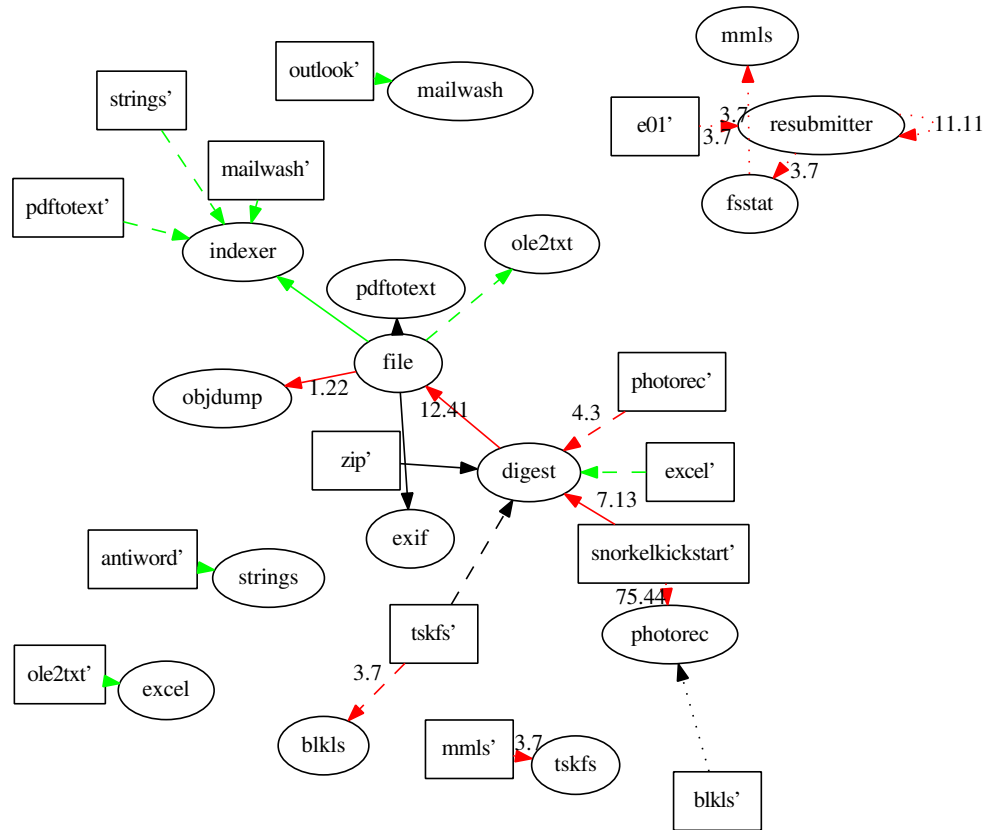 mmls
outlook’
mailwash
strings’
e01’
3.7
3.7
resubmitter
11.11
mailwash’
3.7
pdftotext’
fsstat
indexer
ole2txt
pdftotext
file
photorec’
objdump
1.22
12.41
4.3
zip’
digest
excel’
7.13
exif
snorkelkickstart’
antiword’
strings
75.44
tskfs’
photorec
ole2txt’
3.7
excel
blkls
mmls’
3.7
tskfs
blkls’